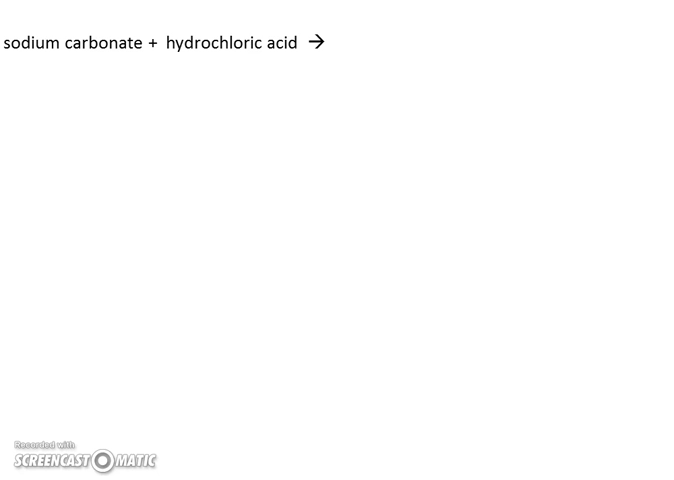 sodium carbonate + hydrochloric acid →
Recorded with
SCREENCAST-O-MATIC